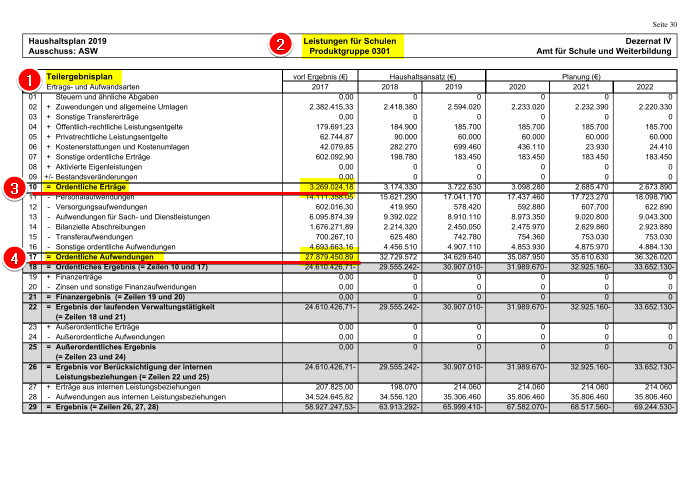 Seite 30
Haushaltsplan 2019 Leistungen für Schulen Dezernat IV
Ausschuss: ASW Produktgruppe 0301 Amt für Schule und Weiterbildung
2
1
Teilergebnisplan vorl Ergebnis (€) Haushaltsansatz (€) Planung (€)
Ertrags- und Aufwandsarten 2017 2018 2019 2020 2021 2022
01 Steuern und ähnliche Abgaben 0,00 0 0 0 0 0
02 + Zuwendungen und allgemeine Umlagen 2.382.415,33 2.418.380 2.594.020 2.233.020 2.232.390 2.220.330
03 + Sonstige Transfererträge 0,00 0 0 0 0 0
04 + Öffentlich-rechtliche Leistungsentgelte 179.691,23 184.900 185.700 185.700 185.700 185.700
05 + Privatrechtliche Leistungsentgelte 62.744,87 90.000 60.000 60.000 60.000 60.000
06 + Kostenerstattungen und Kostenumlagen 42.079,85 282.270 699.460 436.110 23.930 24.410
07 + Sonstige ordentliche Erträge 602.092,90 198.780 183.450 183.450 183.450 183.450
08 + Aktivierte Eigenleistungen 0,00 0 0 0 0 0
09 +/- Bestandsveränderungen 0,00 0 0 0 0 0
3
10 = Ordentliche Erträge 3.269.024,18 3.174.330 3.722.630 3.098.280 2.685.470 2.673.890
11 - Personalaufwendungen 14.111.358,05 15.621.290 17.041.170 17.437.460 17.723.270 18.098.790
12 - Versorgungsaufwendungen 602.016,30 419.950 578.420 592.880 607.700 622.890
13 - Aufwendungen für Sach- und Dienstleistungen 6.095.874,39 9.392.022 8.910.110 8.973.350 9.020.800 9.043.300
14 - Bilanzielle Abschreibungen 1.676.271,89 2.214.320 2.450.050 2.475.970 2.629.860 2.923.880
15 - Transferaufwendungen 700.267,10 625.480 742.780 754.360 753.030 753.030
16 - Sonstige ordentliche Aufwendungen 4.693.663,16 4.456.510 4.907.110 4.853.930 4.875.970 4.884.130
4
17 = Ordentliche Aufwendungen 27.879.450,89 32.729.572 34.629.640 35.087.950 35.610.630 36.326.020
18 = Ordentliches Ergebnis (= Zeilen 10 und 17) 24.610.426,71- 29.555.242- 30.907.010- 31.989.670- 32.925.160- 33.652.130-
19 + Finanzerträge 0,00 0 0 0 0 0
20 - Zinsen und sonstige Finanzaufwendungen 0,00 0 0 0 0 0
21 = Finanzergebnis (= Zeilen 19 und 20) 0,00 0 0 0 0 0
22 = Ergebnis der laufenden Verwaltungstätigkeit 24.610.426,71- 29.555.242- 30.907.010- 31.989.670- 32.925.160- 33.652.130-
(= Zeilen 18 und 21)
23 + Außerordentliche Erträge 0,00 0 0 0 0 0
24 - Außerordentliche Aufwendungen 0,00 0 0 0 0 0
25 = Außerordentliches Ergebnis 0,00 0 0 0 0 0
(= Zeilen 23 und 24)
26 = Ergebnis vor Berücksichtigung der internen 24.610.426,71- 29.555.242- 30.907.010- 31.989.670- 32.925.160- 33.652.130-
Leistungsbeziehungen (= Zeilen 22 und 25)
27 + Erträge aus internen Leistungsbeziehungen 207.825,00 198.070 214.060 214.060 214.060 214.060
28 - Aufwendungen aus internen Leistungsbeziehungen 34.524.645,82 34.556.120 35.306.460 35.806.460 35.806.460 35.806.460
29 = Ergebnis (= Zeilen 26, 27, 28) 58.927.247,53- 63.913.292- 65.999.410- 67.582.070- 68.517.560- 69.244.530-